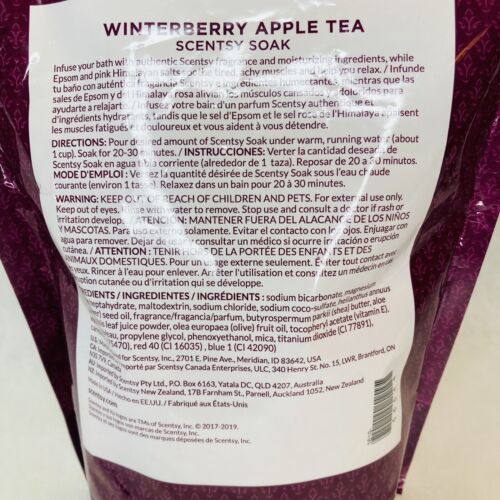 WINTERBERRY APPLE TEA
SCENTSY SOAK
Infuse your bath with authentic Scentsy fragrance and moisturizing ingredients, while
Epsom and pink Himalayan salts soothe tired, achy muscles and help you relax. / Infunde
tu baño con auténtica fragancia Scentsy e ingredientes humectantes, mientras que las
sales de Epsom y de Himalaya rosa alivian los músculos cansados y adoloridos para
ayudarte a relajarte. / Infusez votre bain d'un parfum Scentsy authentique et
d'ingrédients hydratants, tandis que le sel d'Epsom et le sel rose de l'Himalaya apaisent
les muscles fatigués et douloureux et vous aident à vous détendre.
DIRECTIONS: Pour desired amount of Scentsy Soak under warm, running water (about
1 cup). Soak for 20-30 minutes. / INSTRUCCIONES: Verter la cantidad deseada de
Scentsy Soak en agua tibia corriente (alrededor de 1 taza). Reposar de 20 a 30 minutos.
MODE D'EMPLOI : Versez la quantité désirée de Scentsy Soak sous l'eau chaude
courante (environ 1 tasse). Relaxez dans un bain pour 20 à 30 minutes.
WARNING: KEEP OUT OF REACH OF CHILDREN AND PETS. For external use only.
Keep out of eyes. Rinse with water to remove. Stop use and consult a doctor if rash or
irritation develop. / ATENCIÓN: MANTENER FUERA DEL ALACANCE DE LOS NIÑOS
Y MASCOTAS. Para uso externo solamente. Evitar el contacto con los ojos. Enjuagar con
agua para remover. Dejar de usar y consultar un médico si ocurre irritación o erupción
cutánea. / ATTENTION : TENIR HORS DE LA PORTÉE DES ENFANTS ET DES
ANIMAUX DOMESTIQUES. Pour un usage externe seulement. Éviter tout contact avec
les yeux. Rincer à l'eau pour enlever. Arrêter l'utilisation et consultez un médecin en cas
d'éruption cutanée ou d'irritation qui se développe.
INGREDIENTS / INGREDIENTES / INGRÉDIENTS : sodium bicarbonate, magnesium
heptahydrate, maltodextrin, sodium chloride, sodium coco-sulfate, helianthus annuus
seed oil, fragrance/fragancia/parfum, butyrospermum parkii (shea) butter, aloe
leaf juice powder, olea europaea (olive) fruit oil, tocopheryl acetate (vitamin E),
propylene glycol, phenoxyethanol, mica, titanium dioxide (CI 77891),
red 40 (CI 16035), blue 1 (CI 42090)
for Scentsy, Inc., 2701 E. Pine Ave., Meridian, ID 83642, USA
por Scentsy Canada Enterprises, ULC, 340 Henry St. No. 15, LWR, Brantford, ON
N3S 7V9, Canada
Scentsy Pty Ltd., P.O. Box 6163, Yatala DC, QLD 4207, Australia
Scentsy New Zealand, 17B Farnham St., Parnell, Auckland 1052, New Zealand
Made in USA / Hecho en EE.UU. / Fabriqué aux États-Unis
scentsy.com
logos are TMs of Scentsy, Inc. © 2017-2019.
logos son marcas de Scentsy, Inc.
logos sont des marques déposées de Scentsy, Inc.